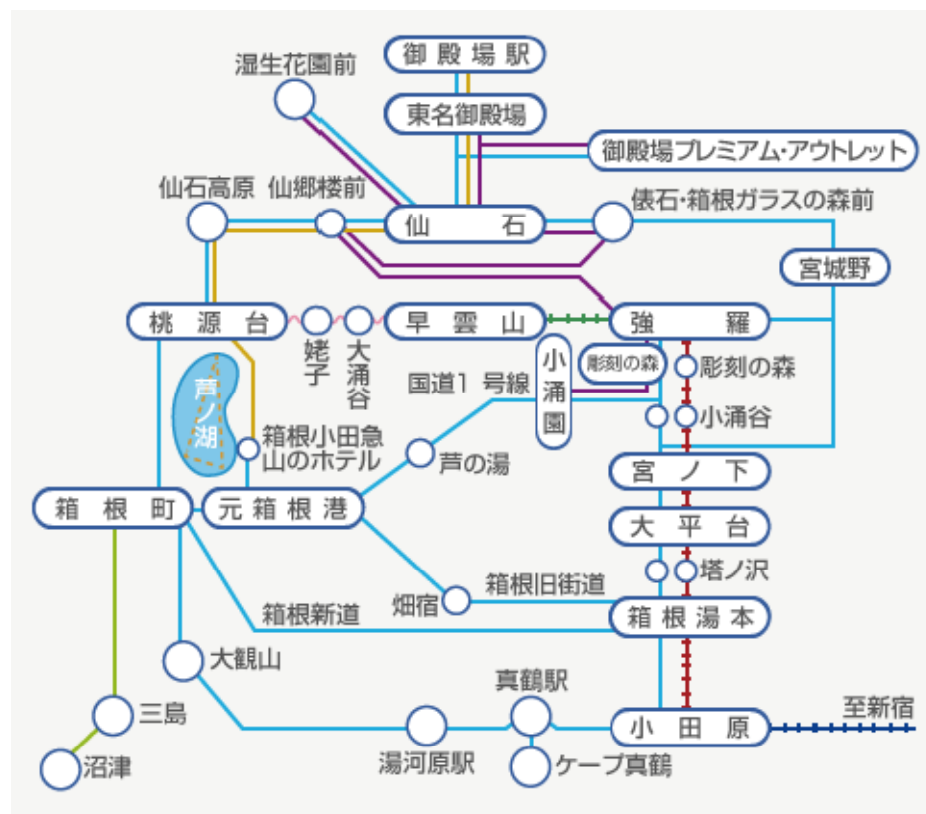 御殿場駅
湿生花園前
東名御殿場
御殿場プレミアム・アウトレット
仙石高原
仙郷楼前
俵石・箱根ガラスの森前
仙石
宮城野
桃源台
早雲山
強羅
姥子
大涌谷
小涌園
彫刻の森
彫刻の森
芦ノ湖
国道1 号線
小涌谷
箱根小田急
山のホテル
芦の湯
宮ノ下
箱根町
元箱根港
大平台
塔ノ沢
箱根旧街道
畑宿
箱根新道
箱根湯本
大観山
真鶴駅
三島
至新宿
小田原
湯河原駅
ケープ真鶴
沼津